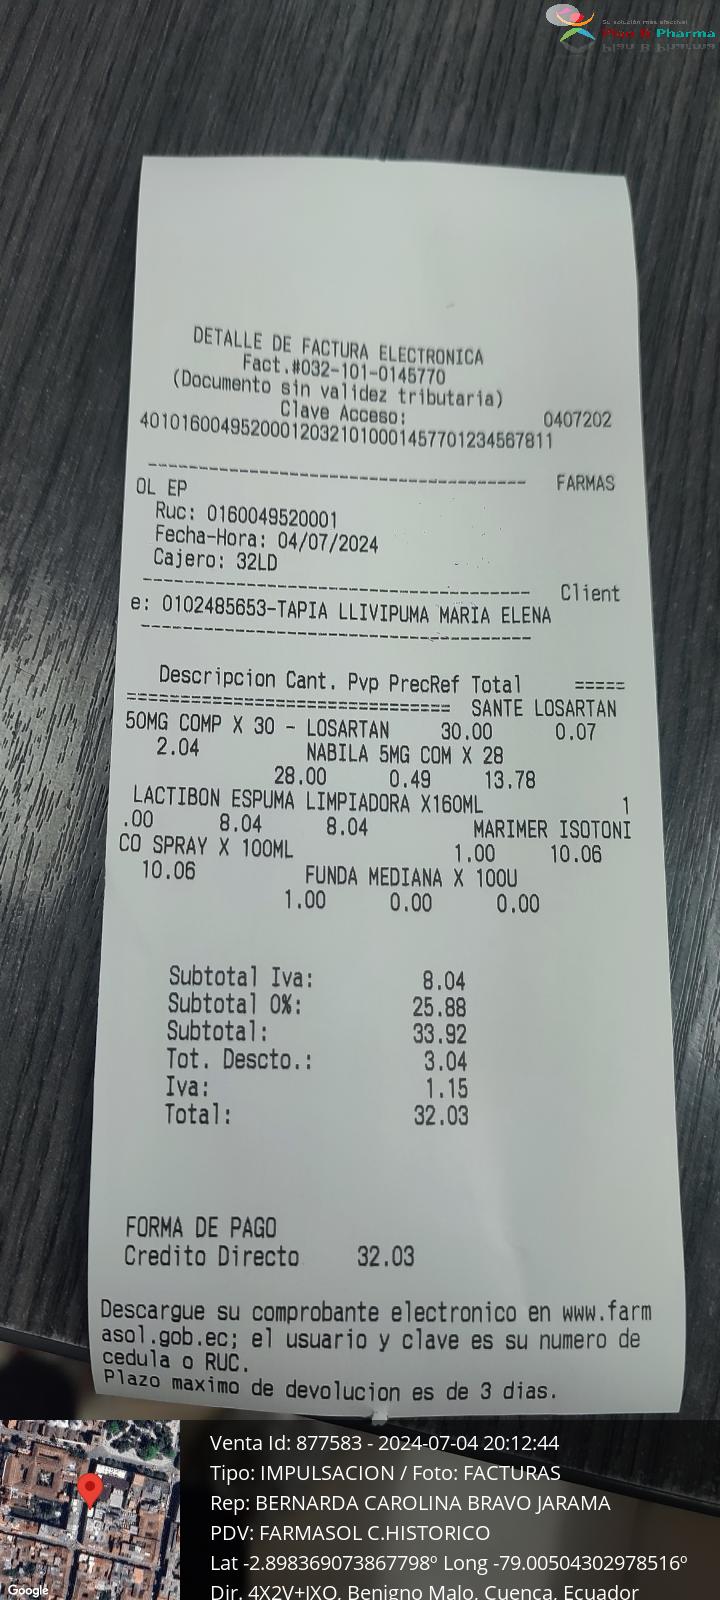 Su solución más efectiva!
Plan B Pharma
DETALLE DE FACTURA ELECTRONICA
Fact.#032-101-0145770
(Documento sin validez tributaria)
Clave Acceso: 0407202
401016004952000120321010001457701234567811
------------------------------------ FARMAS
OL EP
Ruc: 0160049520001
Fecha-Hora: 04/07/2024
Cajero: 32LD
------------------------------------ Client
e: 0102485653-TAPIA LLIVIPUMA MARIA ELENA
------------------------------------
Descripcion Cant. Pvp PrecRef Total =====
=============================== SANTE LOSARTAN
50MG COMP X 30 - LOSARTAN 30.00 0.07
2.04 NABILA 5MG COM X 28
28.00 0.49 13.78
LACTIBON ESPUMA LIMPIADORA X160ML 1
.00 8.04 8.04 MARIMER ISOTONI
CO SPRAY X 100ML 1.00 10.06
10.06 FUNDA MEDIANA X 100U
1.00 0.00 0.00
Subtotal Iva: 8.04
Subtotal 0%: 25.88
Subtotal: 33.92
Tot. Descto.: 3.04
Iva: 1.15
Total: 32.03
FORMA DE PAGO
Credito Directo 32.03
Descargue su comprobante electronico en www.farm
asol.gob.ec; el usuario y clave es su numero de
cedula o RUC.
Plazo maximo de devolucion es de 3 dias.
Google
Venta Id: 877583 - 2024-07-04 20:12:44
Tipo: IMPULSACION / Foto: FACTURAS
Rep: BERNARDA CAROLINA BRAVO JARAMA
PDV: FARMASOL C.HISTORICO
Lat -2.898369073867798º Long -79.00504302978516º
Dir. 4X2V+JXQ, Benigno Malo, Cuenca, Ecuador